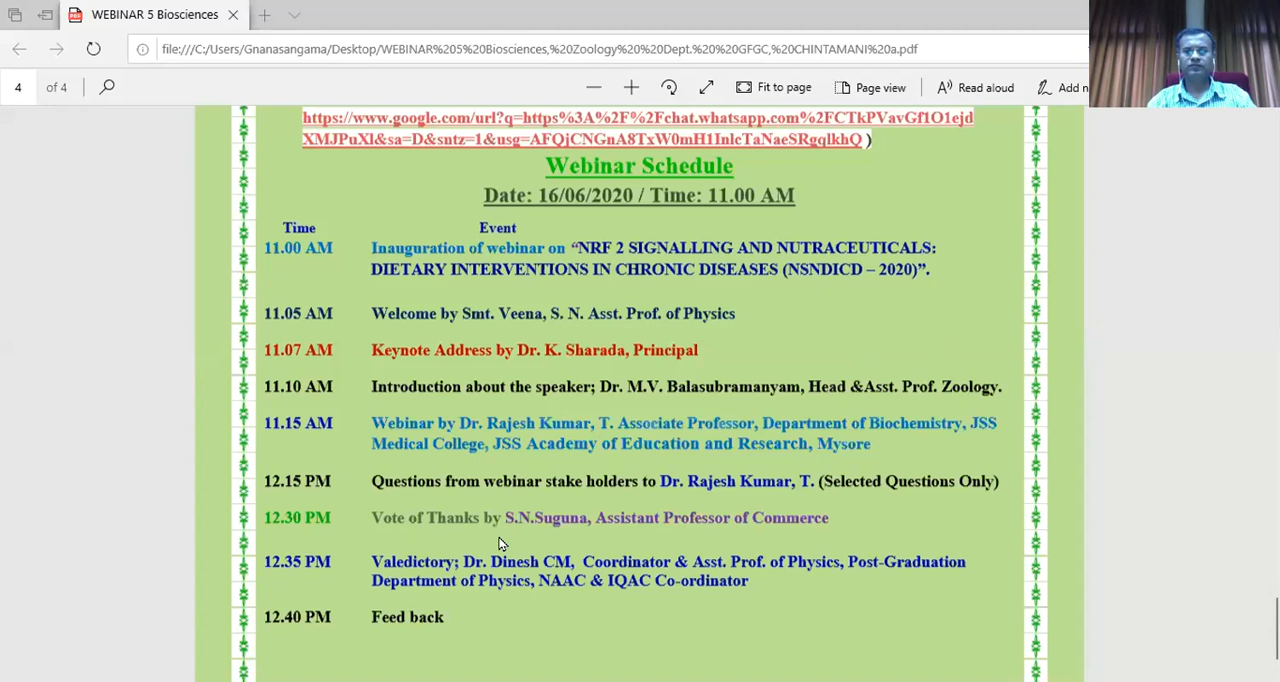 WEBINAR 5 Biosciences
file:///C:/Users/Gnanasangama/Desktop/WEBINAR%205%20Biosciences,%20Zoology%20%20Dept.%20%20GFGC,%20CHINTAMANI%20a.pdf
4 of 4 Fit to page Page view Read aloud Add n
https://www.google.com/url?q=https%3A%2F%2Fchat.whatsapp.com%2FCTkPVavGf1O1ejd
XMJPuXl&sa=D&sntz=1&usg=AFQjCNGnA8TxW0mH1InlcTaNaeSRgqlkhQ )
Webinar Schedule
Date: 16/06/2020 / Time: 11.00 AM
Time Event
11.00 AM Inauguration of webinar on “NRF 2 SIGNALLING AND NUTRACEUTICALS:
DIETARY INTERVENTIONS IN CHRONIC DISEASES (NSNDICD – 2020)”.
11.05 AM Welcome by Smt. Veena, S. N. Asst. Prof. of Physics
11.07 AM Keynote Address by Dr. K. Sharada, Principal
11.10 AM Introduction about the speaker; Dr. M.V. Balasubramanyam, Head &Asst. Prof. Zoology.
11.15 AM Webinar by Dr. Rajesh Kumar, T. Associate Professor, Department of Biochemistry, JSS
Medical College, JSS Academy of Education and Research, Mysore
12.15 PM Questions from webinar stake holders to Dr. Rajesh Kumar, T. (Selected Questions Only)
12.30 PM Vote of Thanks by S.N.Suguna, Assistant Professor of Commerce
12.35 PM Valedictory; Dr. Dinesh CM, Coordinator & Asst. Prof. of Physics, Post-Graduation
Department of Physics, NAAC & IQAC Co-ordinator
12.40 PM Feed back